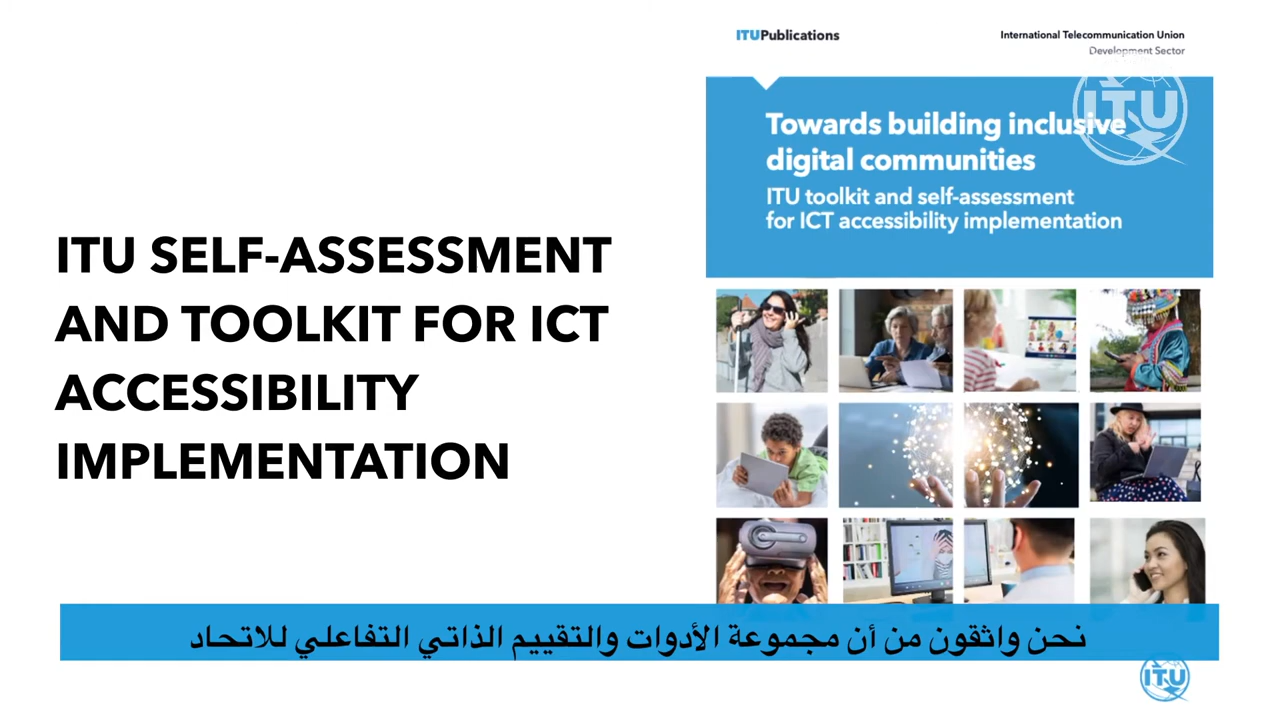 ITU SELF-ASSESSMENT
AND TOOLKIT FOR ICT
ACCESSIBILITY
IMPLEMENTATION
ITUPublications
International Telecommunication Union
Development Sector
ITU
Towards building inclusive
digital communities
ITU toolkit and self-assessment
for ICT accessibility implementation
نحن واثقون من أن مجموعة الأدوات والتقييم الذاتي التفاعلي للاتحاد
ITU